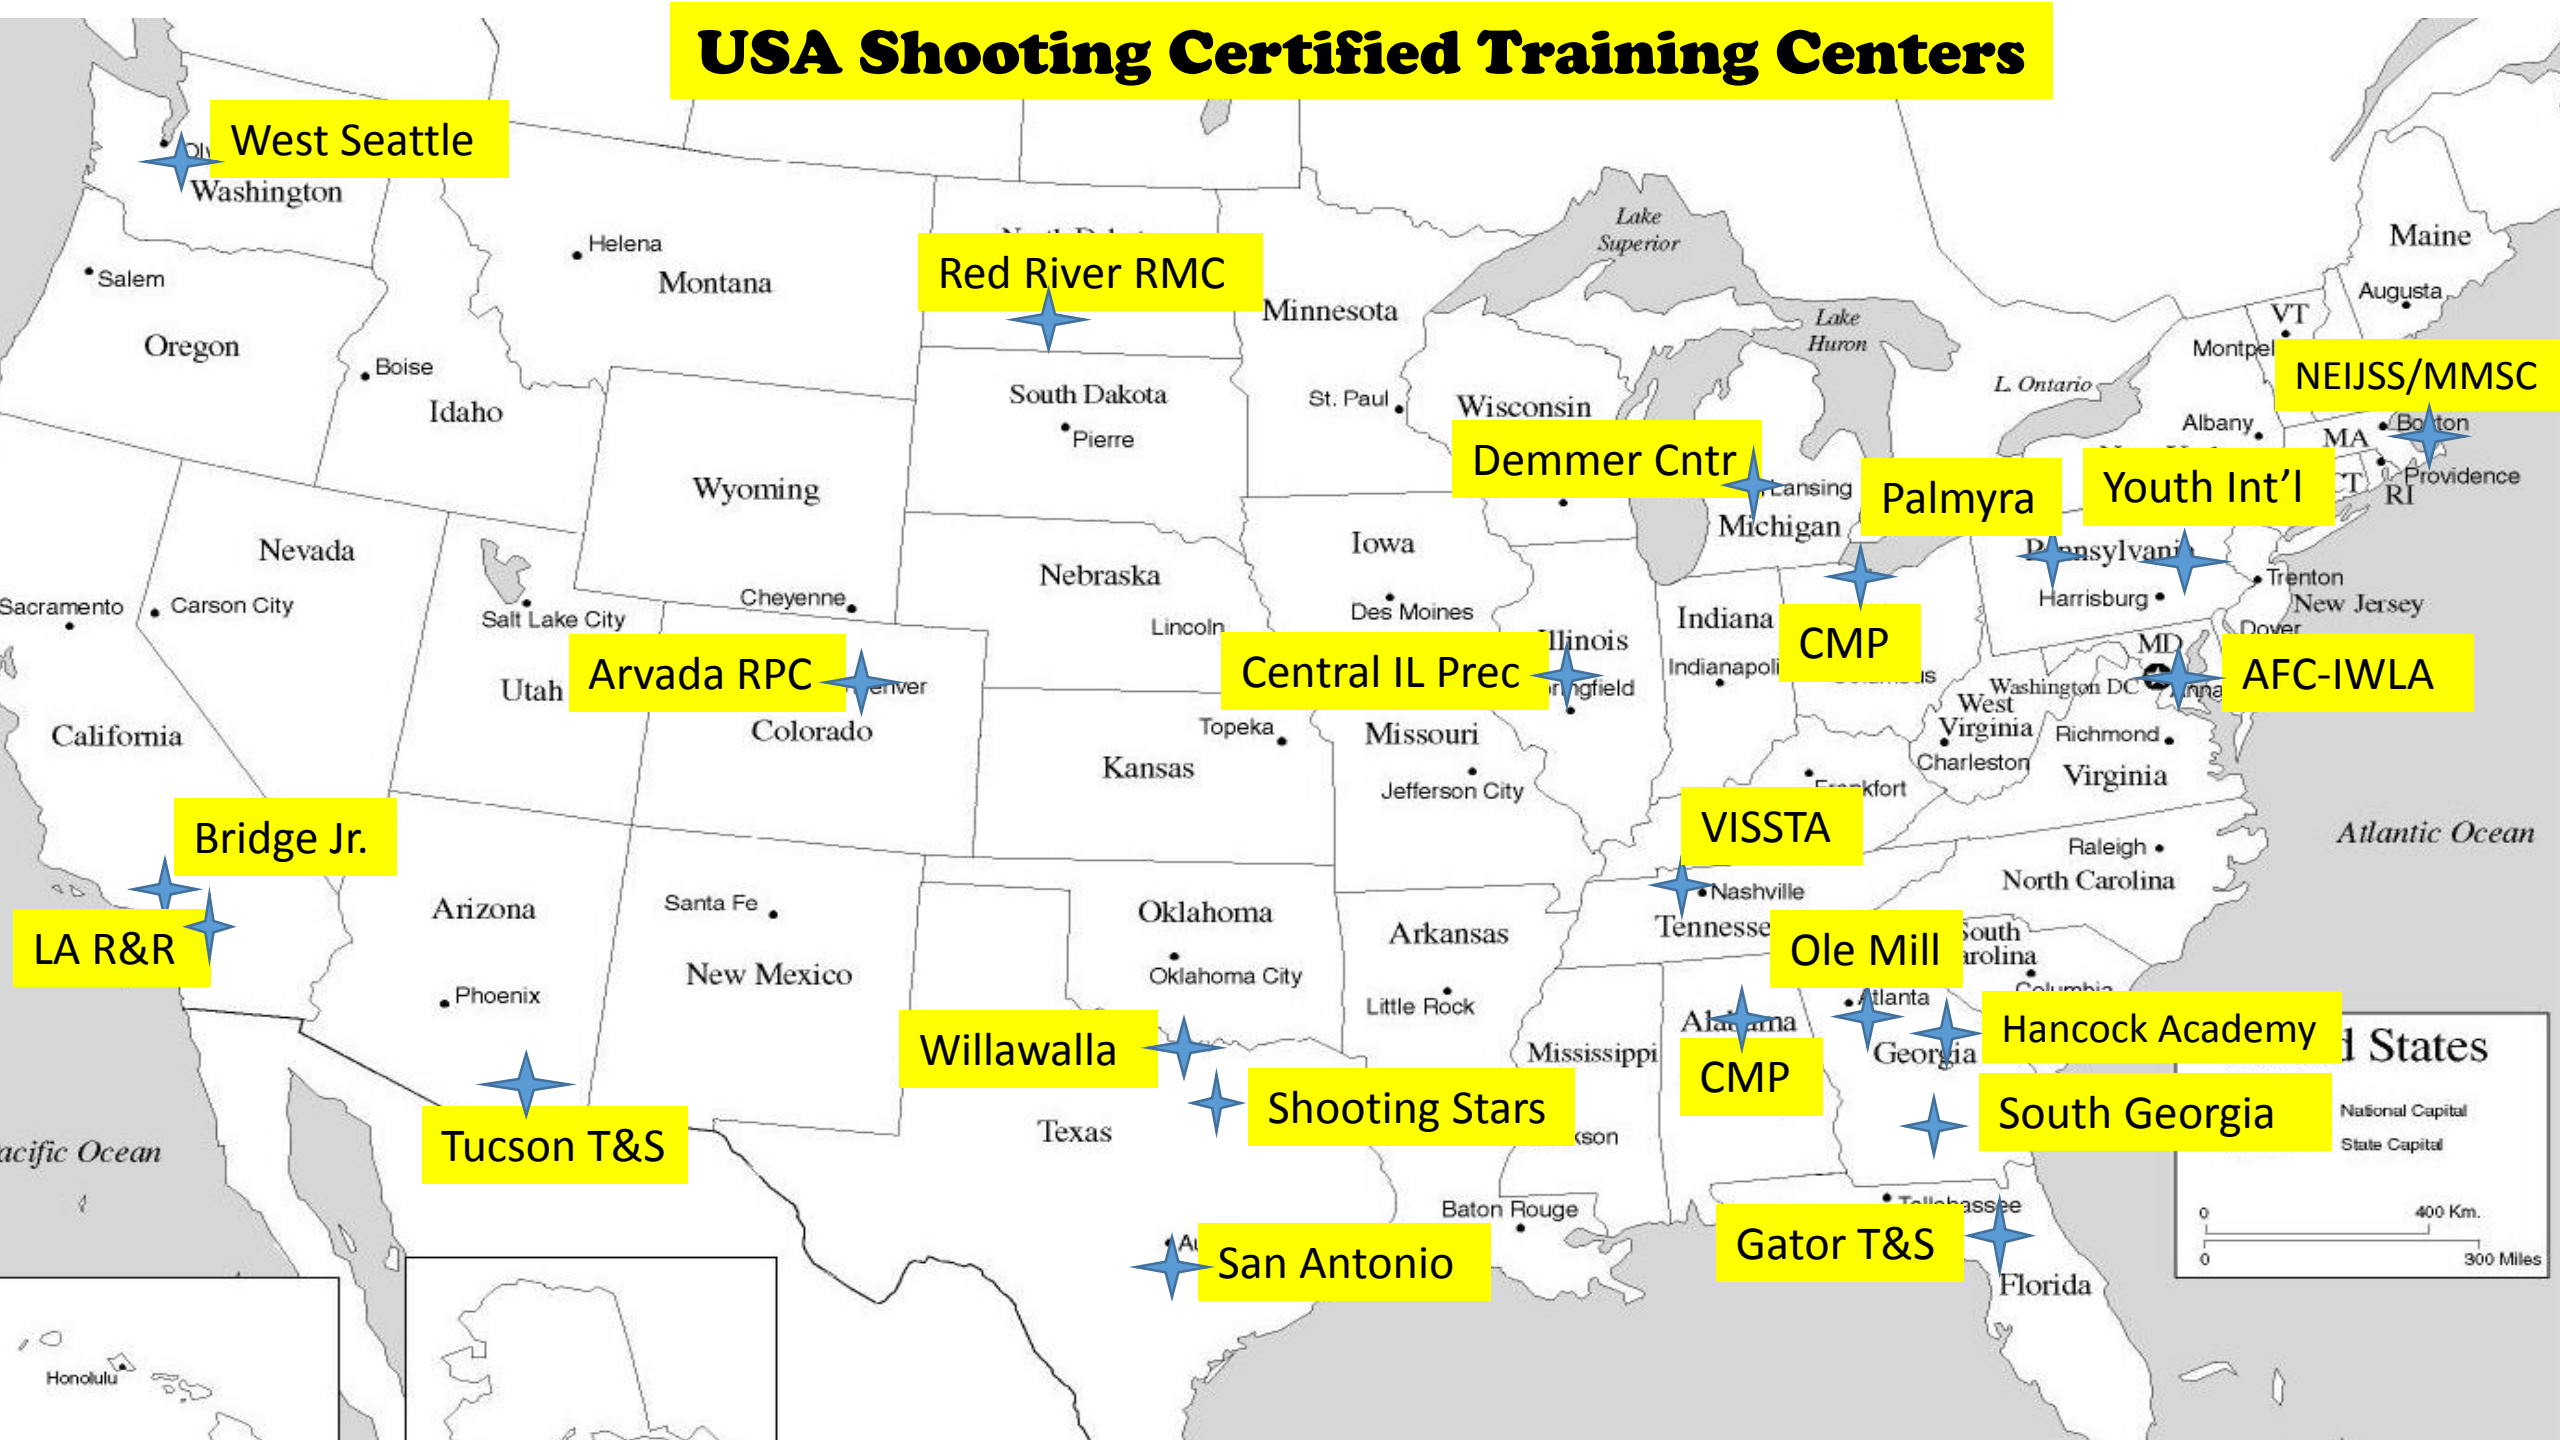 USA Shooting Certified Training Centers
West Seattle
Washington
Helena
Montana
Salem
Oregon
Boise
Idaho
Red River RMC
Minnesota
Lake
Superior
Lake
Huron
Maine
Augusta
VT
NEIJSS/MMSC
L. Ontario
Albany
MA
Providence
RI
South Dakota
Pierre
St. Paul
Wisconsin
Demmer Cntr
Lansing
Michigan
Palmyra
Youth Int'l
Wyoming
Cheyenne
Nevada
Carson City
Sacramento
Salt Lake City
Utah
Nebraska
Lincoln
Iowa
Des Moines
Indiana
CMP
Harrisburg
Trenton
New Jersey
MD
Arvada RPC
Colorado
Central IL Prec
Illinois
Washington DC
AFC-IWLA
California
Topeka
Kansas
Missouri
Jefferson City
West
Virginia
Charleston
Richmond
Virginia
Bridge Jr.
LA R&R
VISSTA
Nashville
Raleigh
North Carolina
Atlantic Ocean
Arizona
Phoenix
Santa Fe
New Mexico
Oklahoma
Oklahoma City
Arkansas
Little Rock
Ole Mill
South
Atlanta
Willawalla
Shooting Stars
Mississippi
CMP
Georgia
Hancock Academy
South Georgia
States
National Capital
State Capital
0
400 Km.
0
300 Miles
Tucson T&S
Texas
Ocean
San Antonio
Baton Rouge
Gator T&S
Florida
Honolulu